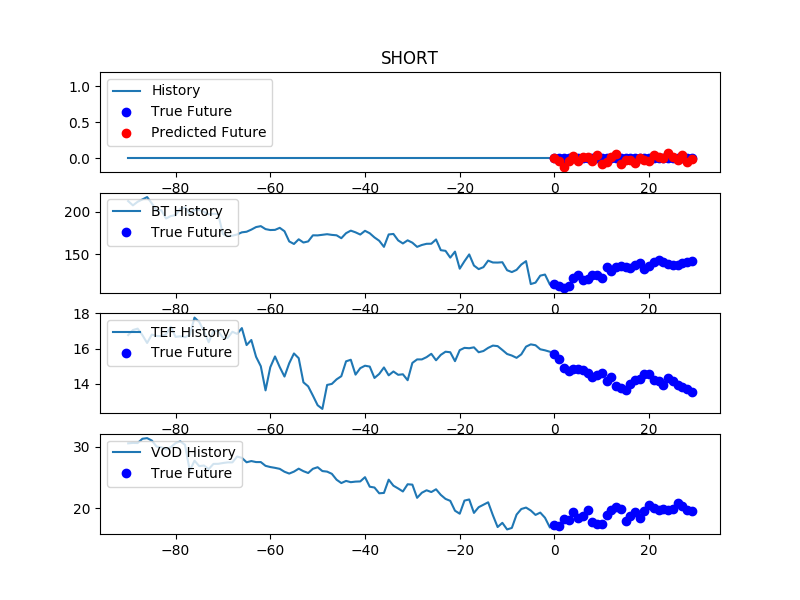 SHORT
1.0
0.5
0.0
History
True Future
Predicted Future
−80 −60 −40 −20 0 20
200
150
BT History
True Future
−80 −60 −40 −20 0 20
18
16
14
TEF History
True Future
−80 −60 −40 −20 0 20
30
20
VOD History
True Future
−80 −60 −40 −20 0 20